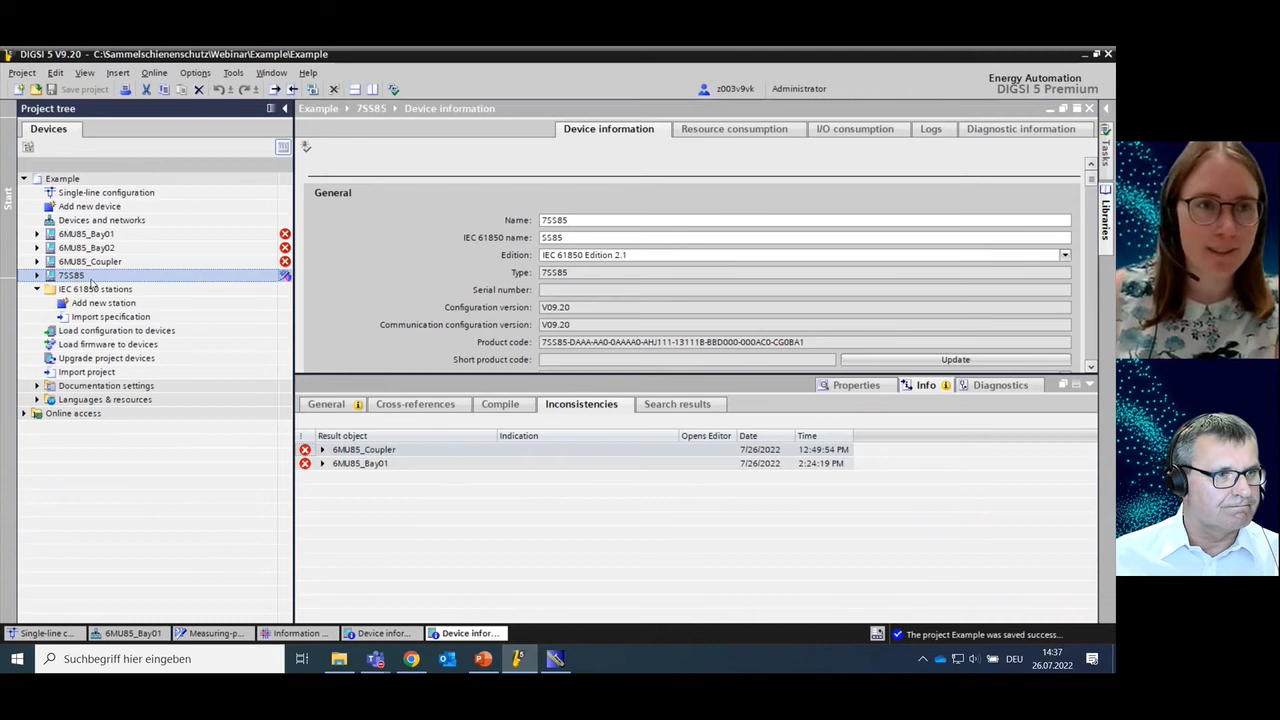 DIGSI 5 V9.20 - C:\Sammelschienenschutz\Webinar\Example\Example
Project Edit View Insert Online Options Tools Window Help
Energy Automation
DIGSI 5 Premium
Save project
z003v9vk Administrator
Project tree
Example 7SS85 Device information
Devices
Device information Resource consumption I/O consumption Logs Diagnostic information
Tasks
Libraries
Start
Example
Single-line configuration
Add new device
Devices and networks
6MU85_Bay01
6MU85_Bay02
6MU85_Coupler
7SS85
IEC 61850 stations
Add new station
Import specification
Load configuration to devices
Load firmware to devices
Upgrade project devices
Import project
Documentation settings
Languages & resources
Online access
General
Name: 7SS85
IEC 61850 name: SS85
Edition: IEC 61850 Edition 2.1
Type: 7SS85
Serial number:
Configuration version: V09.20
Communication configuration version: V09.20
Product code: 7SS85-DAAA-AA0-0AAAA0-AHJ111-13111B-BBD000-000AC0-CG0BA1
Short product code: Update
Properties Info Diagnostics
General Cross-references Compile Inconsistencies Search results
! Result object Indication Opens Editor Date Time
6MU85_Coupler 7/26/2022 12:49:54 PM
6MU85_Bay01 7/26/2022 2:24:19 PM
Single-line c... 6MU85_Bay01 Measuring-p... Information ... Device infor... Device infor...
The project Example was saved success...
Suchbegriff hier eingeben
DEU
14:37
26.07.2022